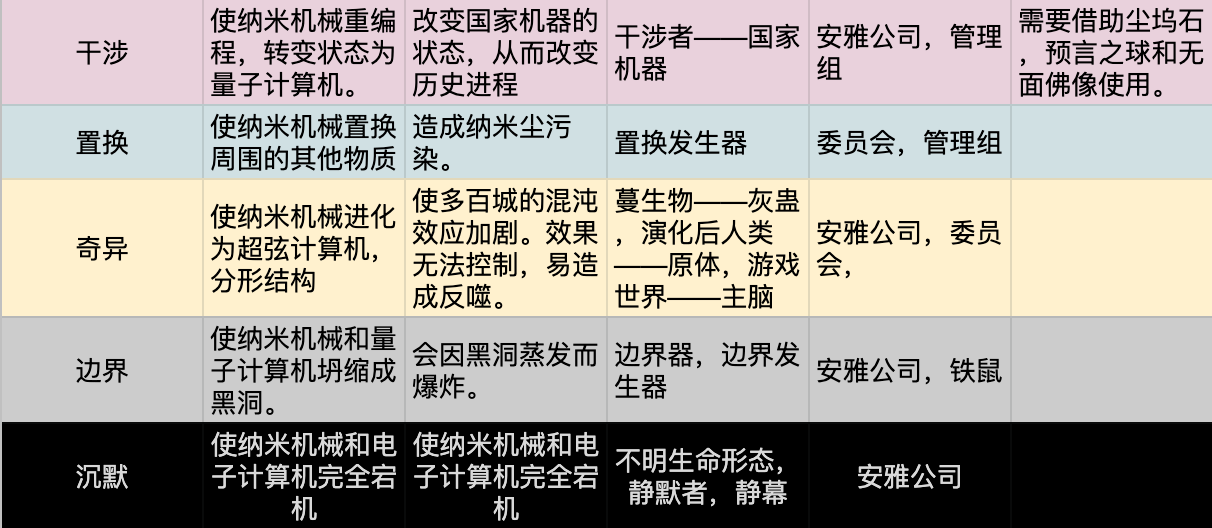 干涉
使纳米机械重编
程，转变状态为
量子计算机。
改变国家机器的
状态，从而改变
历史进程
干涉者——国家
机器
安雅公司，管理
组
需要借助尘坞石
，预言之球和无
面佛像使用。
置换
使纳米机械置换
周围的其他物质
造成纳米尘污
染。
置换发生器
委员会，管理组
奇异
使纳米机械进化
为超弦计算机，
分形结构
使多百城的混沌
效应加剧。效果
无法控制，易造
成反噬。
蔓生物——灰蛊
，演化后人类
——原体，游戏
世界——主脑
安雅公司，委员
会，
边界
使纳米机械和量
子计算机坍缩成
黑洞。
会因黑洞蒸发而
爆炸。
边界器，边界发
生器
安雅公司，铁鼠
沉默
使纳米机械和电
子计算机完全宕
机
使纳米机械和电
子计算机完全宕
机
不明生命形态，
静默者，静幕
安雅公司